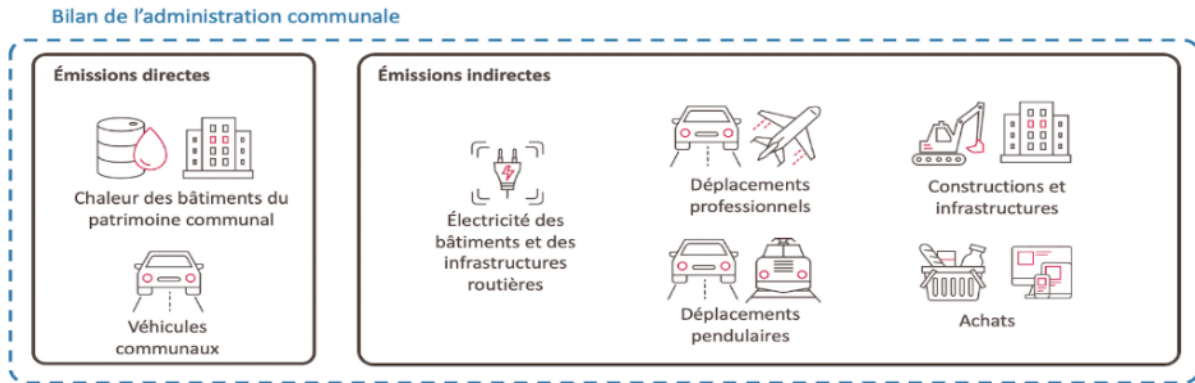 Bilan de l’administration communale
Émissions directes
Chaleur des bâtiments du
patrimoine communal
Véhicules
communaux
Émissions indirectes
Électricité des
bâtiments et des
infrastructures
routières
Déplacements
professionnels
Déplacements
pendulaires
Constructions et
infrastructures
Achats